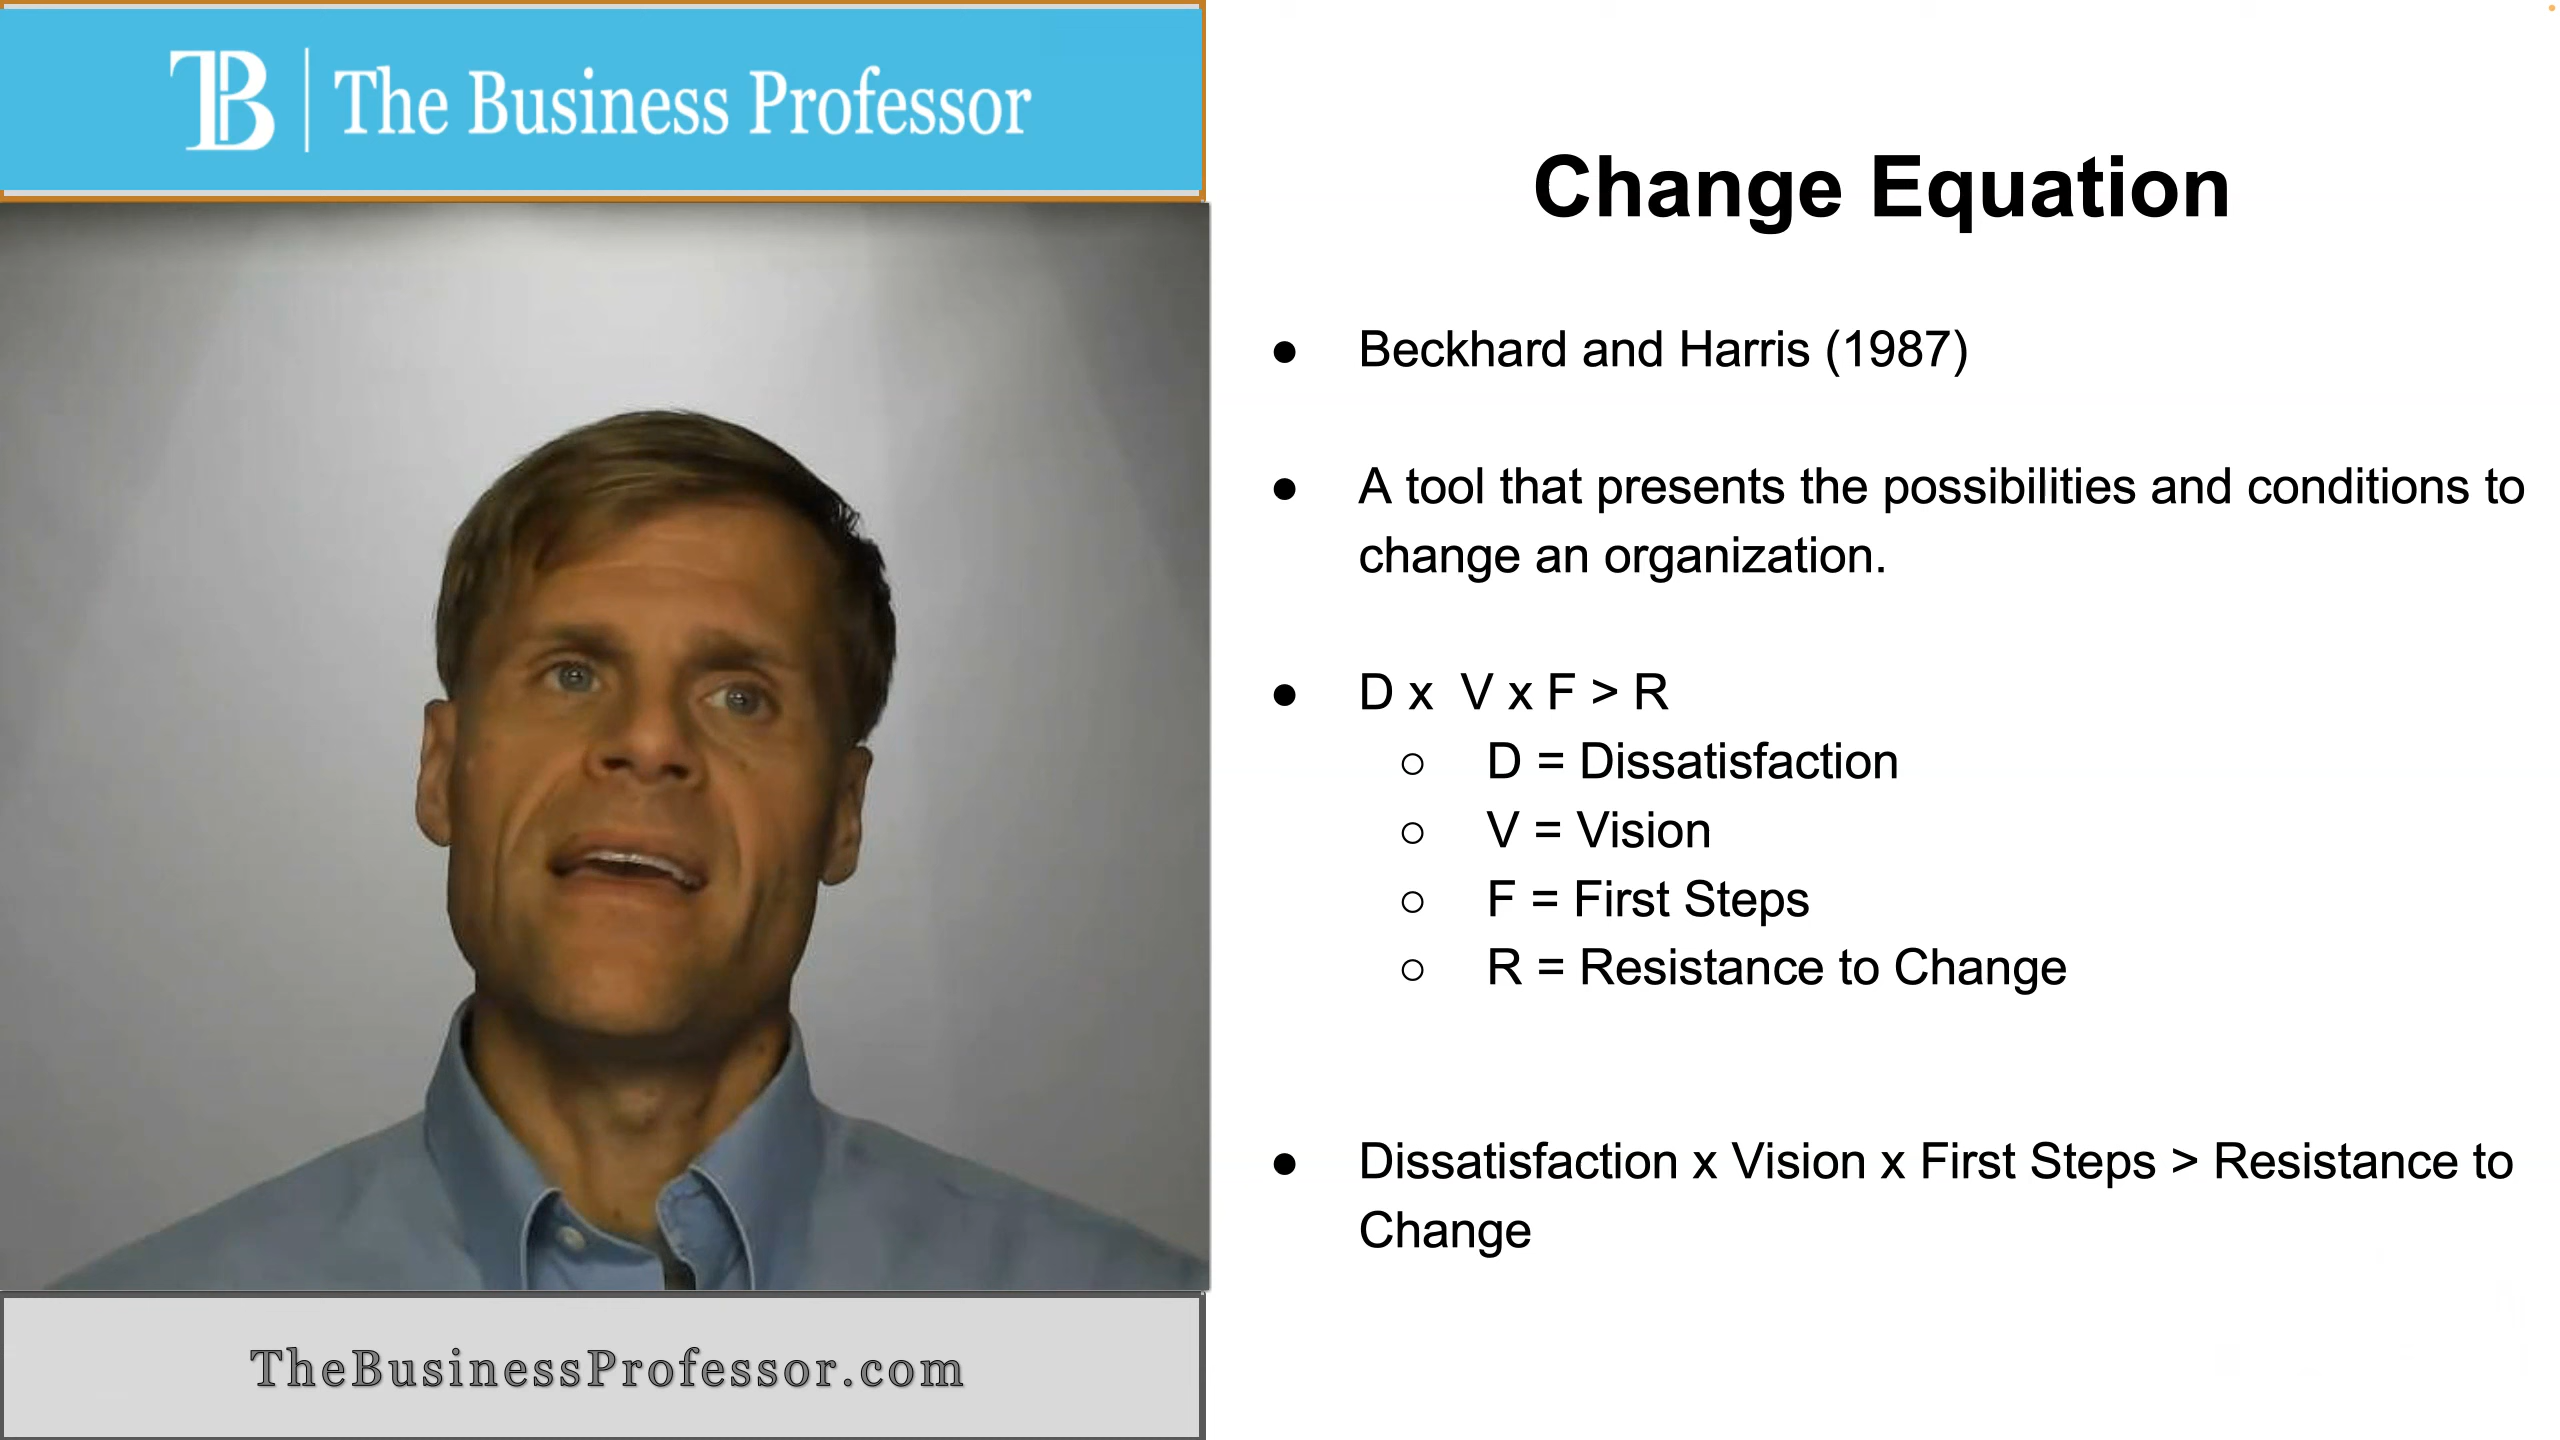 TB | The Business Professor
Change Equation
● Beckhard and Harris (1987)
● A tool that presents the possibilities and conditions to
change an organization.
● D x  V x F > R
○ D = Dissatisfaction
○ V = Vision
○ F = First Steps
○ R = Resistance to Change
● Dissatisfaction x Vision x First Steps > Resistance to
Change
TheBusinessProfessor.com